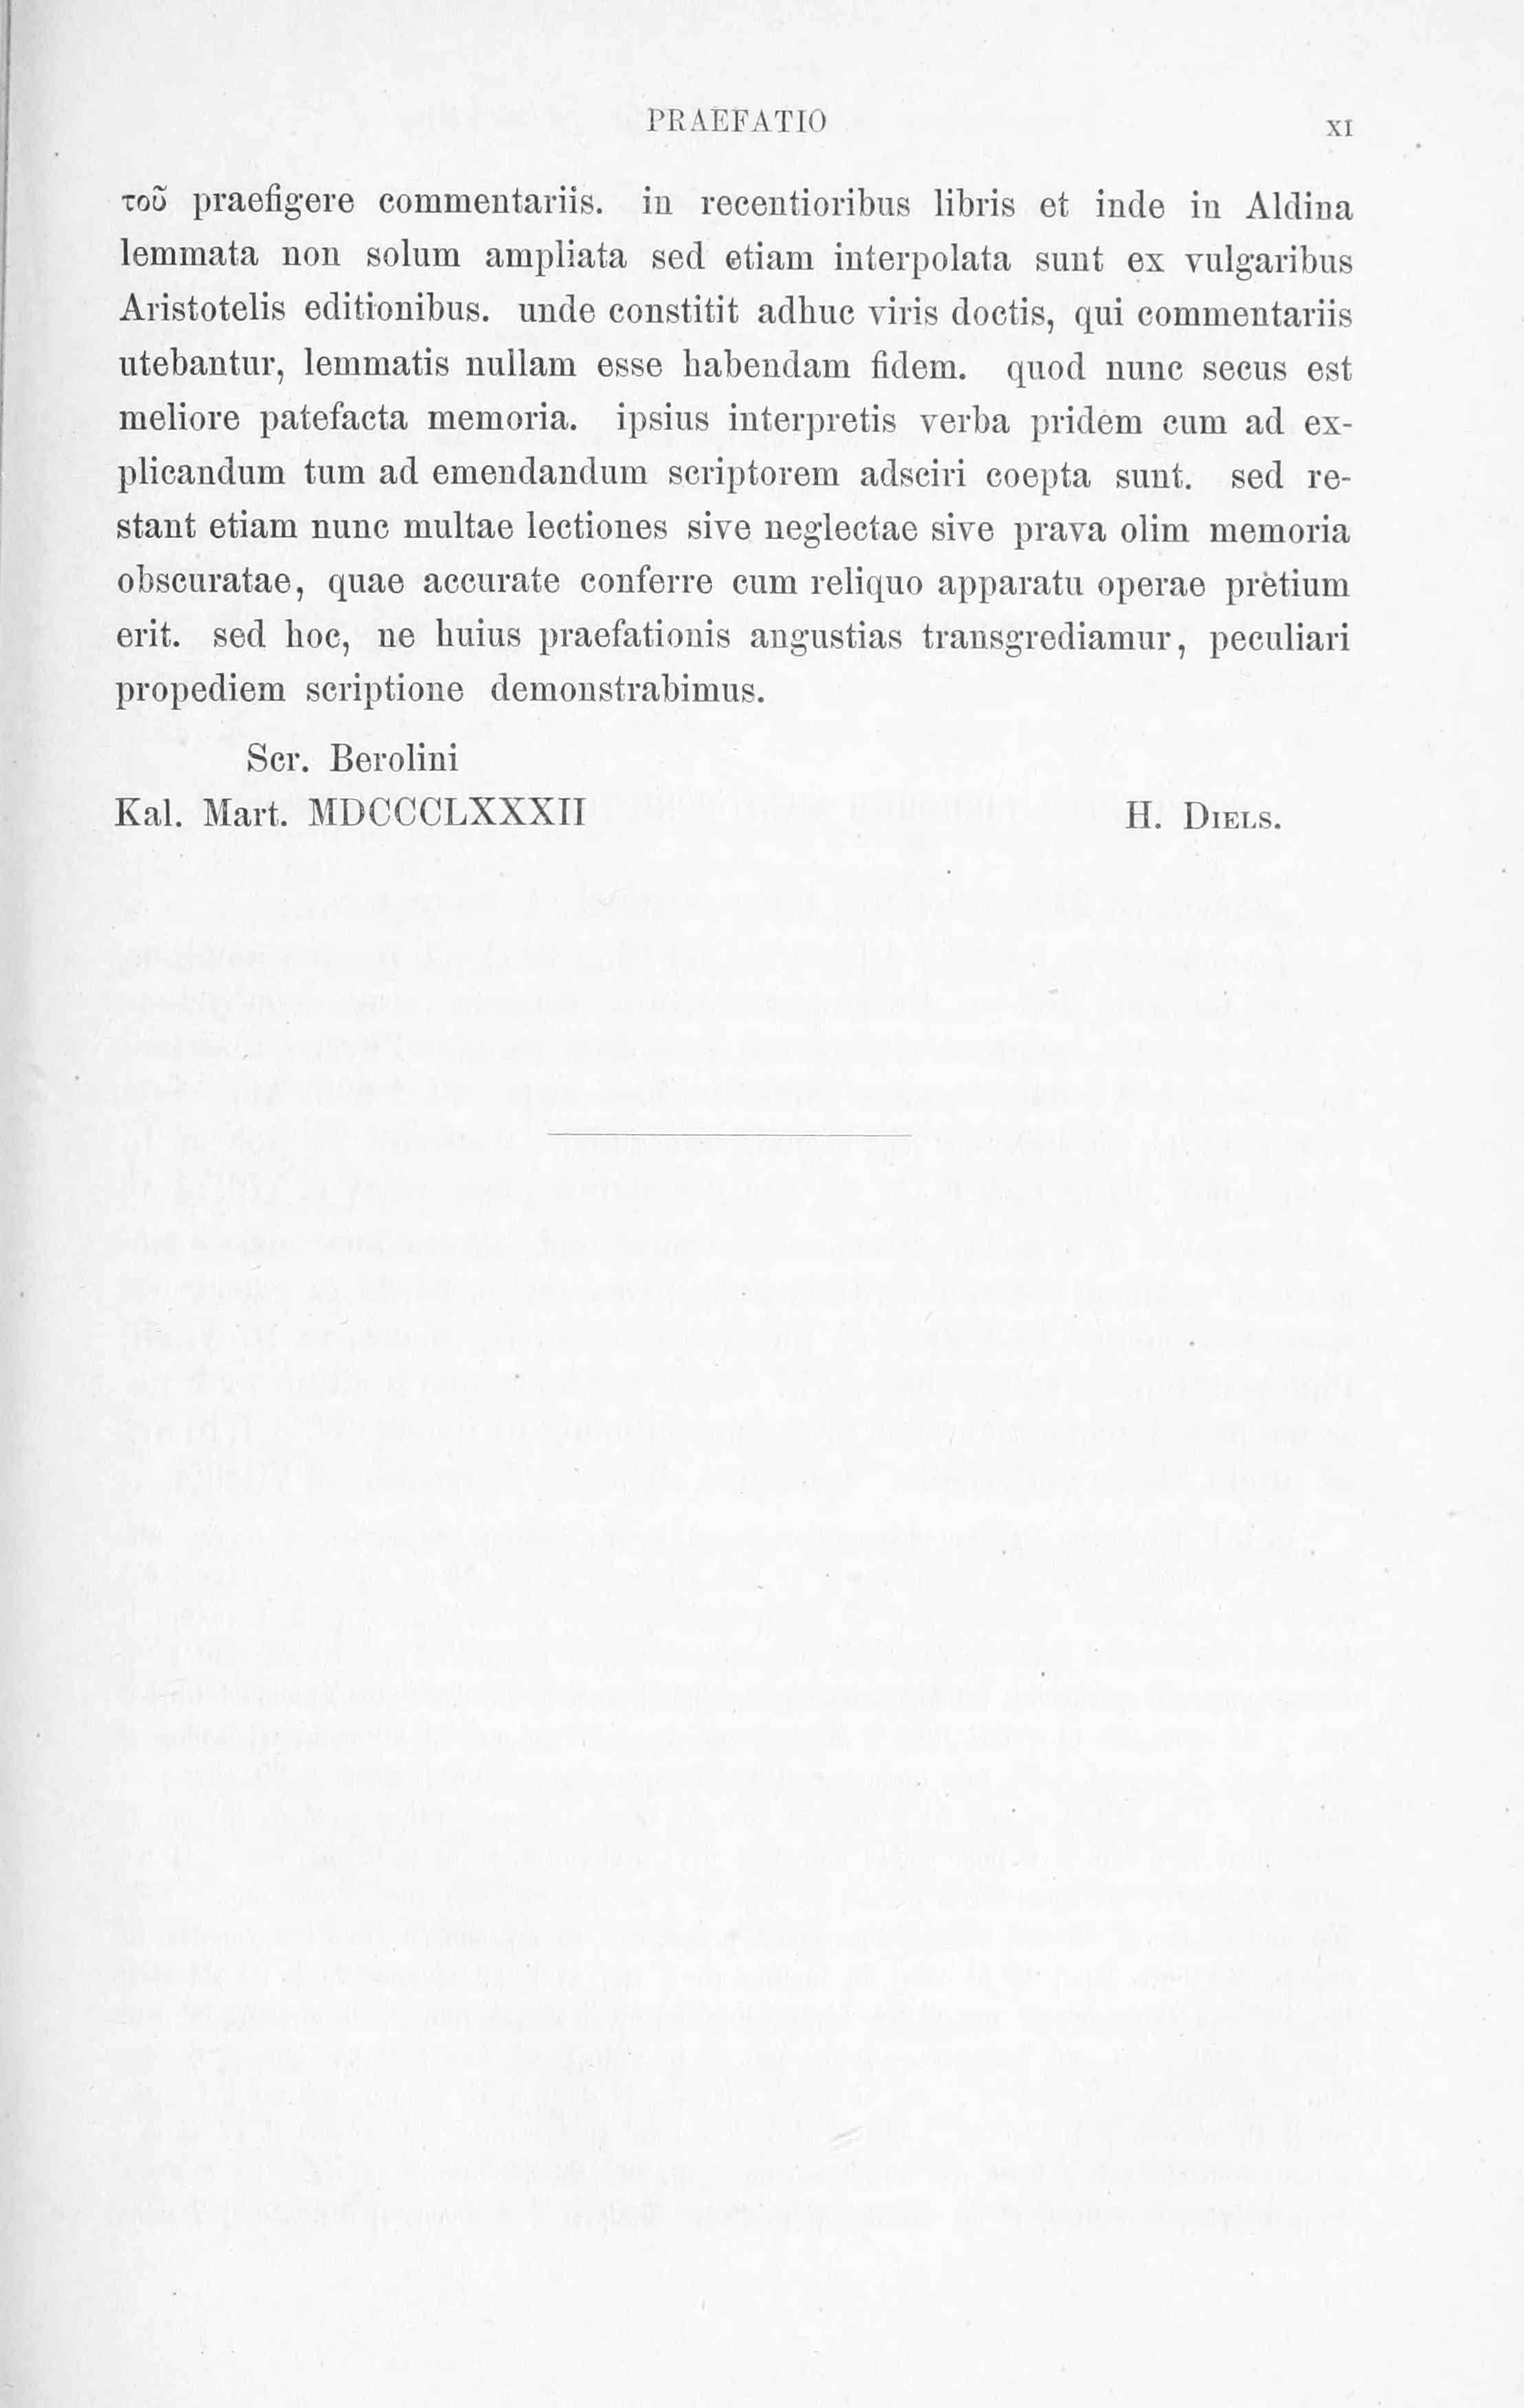 PRAEFATIO XI
τοῦ praefigere commentariis. in recentioribus libris et inde in Aldina
lemmata non solum ampliata sed etiam interpolata sunt ex vulgaribus
Aristotelis editionibus. unde constitit adhuc viris doctis, qui commentariis
utebantur, lemmatis nullam esse habendam fidem. quod nunc secus est
meliore patefacta memoria. ipsius interpretis verba pridem cum ad ex-
plicandum tum ad emendandum scriptorem adsciri coepta sunt. sed re-
stant etiam nunc multae lectiones sive neglectae sive prava olim memoria
obscuratae, quae accurate conferre cum reliquo apparatu operae pretium
erit. sed hoc, ne huius praefationis angustias transgrediamur, peculiari
propediem scriptione demonstrabimus.
Scr. Berolini
Kal. Mart. MDCCCLXXXII H. DIELS.